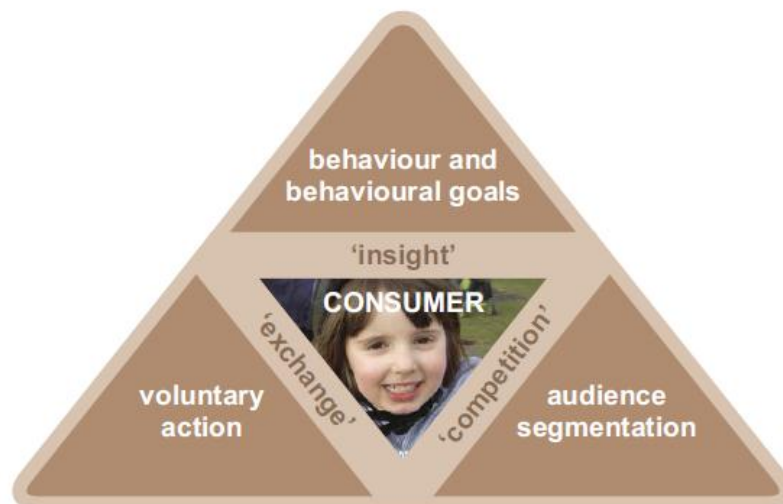 behaviour and
behavioural goals
‘insight’
CONSUMER
‘exchange’
‘competition’
voluntary
action
audience
segmentation